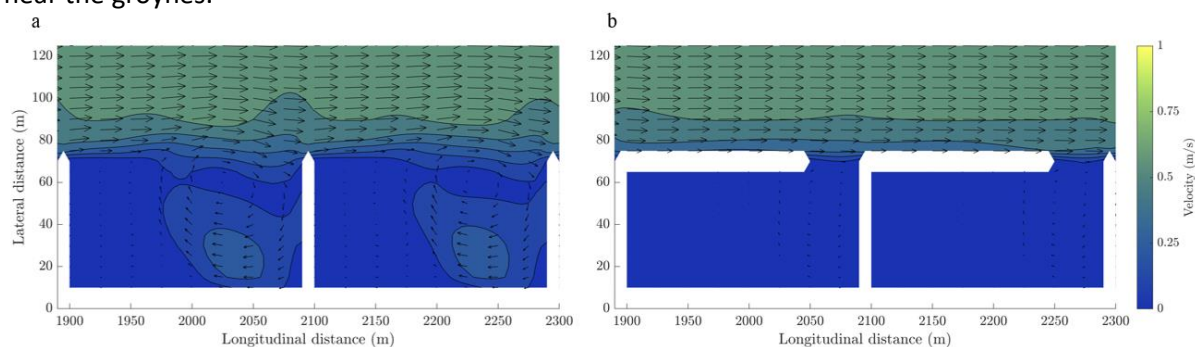 near the groynes.
a
b
120
100
80
60
40
20
0
Lateral distance (m)
1900 1950 2000 2050 2100 2150 2200 2250 2300
Longitudinal distance (m)
120
100
80
60
40
20
0
1900 1950 2000 2050 2100 2150 2200 2250 2300
Longitudinal distance (m)
1
0.75
0.5
0.25
0
Velocity (m/s)